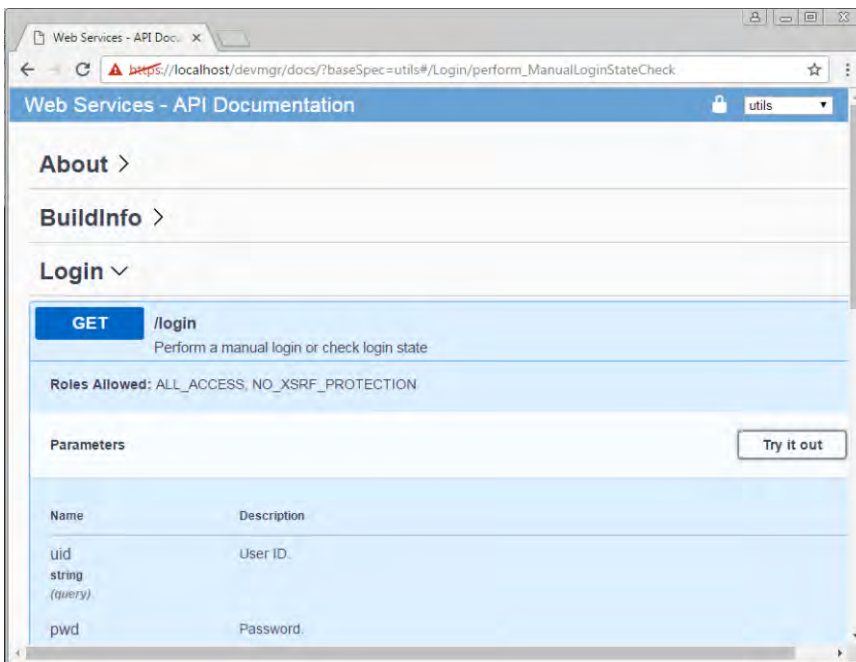 Web Services - API Doc
https://localhost/devmgr/docs/?baseSpec=utils#/Login/perform_ManualLoginStateCheck
Web Services - API Documentation
utils
About
BuildInfo
Login
GET /login
Perform a manual login or check login state
Roles Allowed: ALL_ACCESS, NO_XSRF_PROTECTION
Parameters
Try it out
Name Description
uid User ID.
string
(query)
pwd Password.